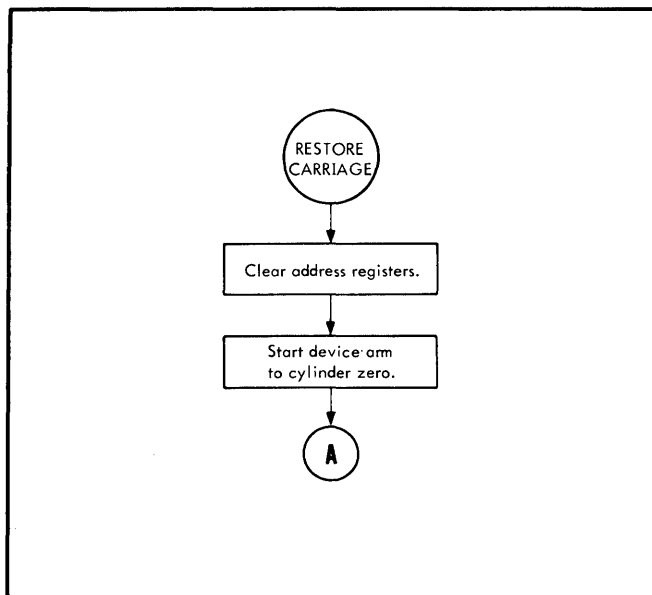 RESTORE
CARRIAGE
Clear address registers.
Start device arm
to cylinder zero.
A